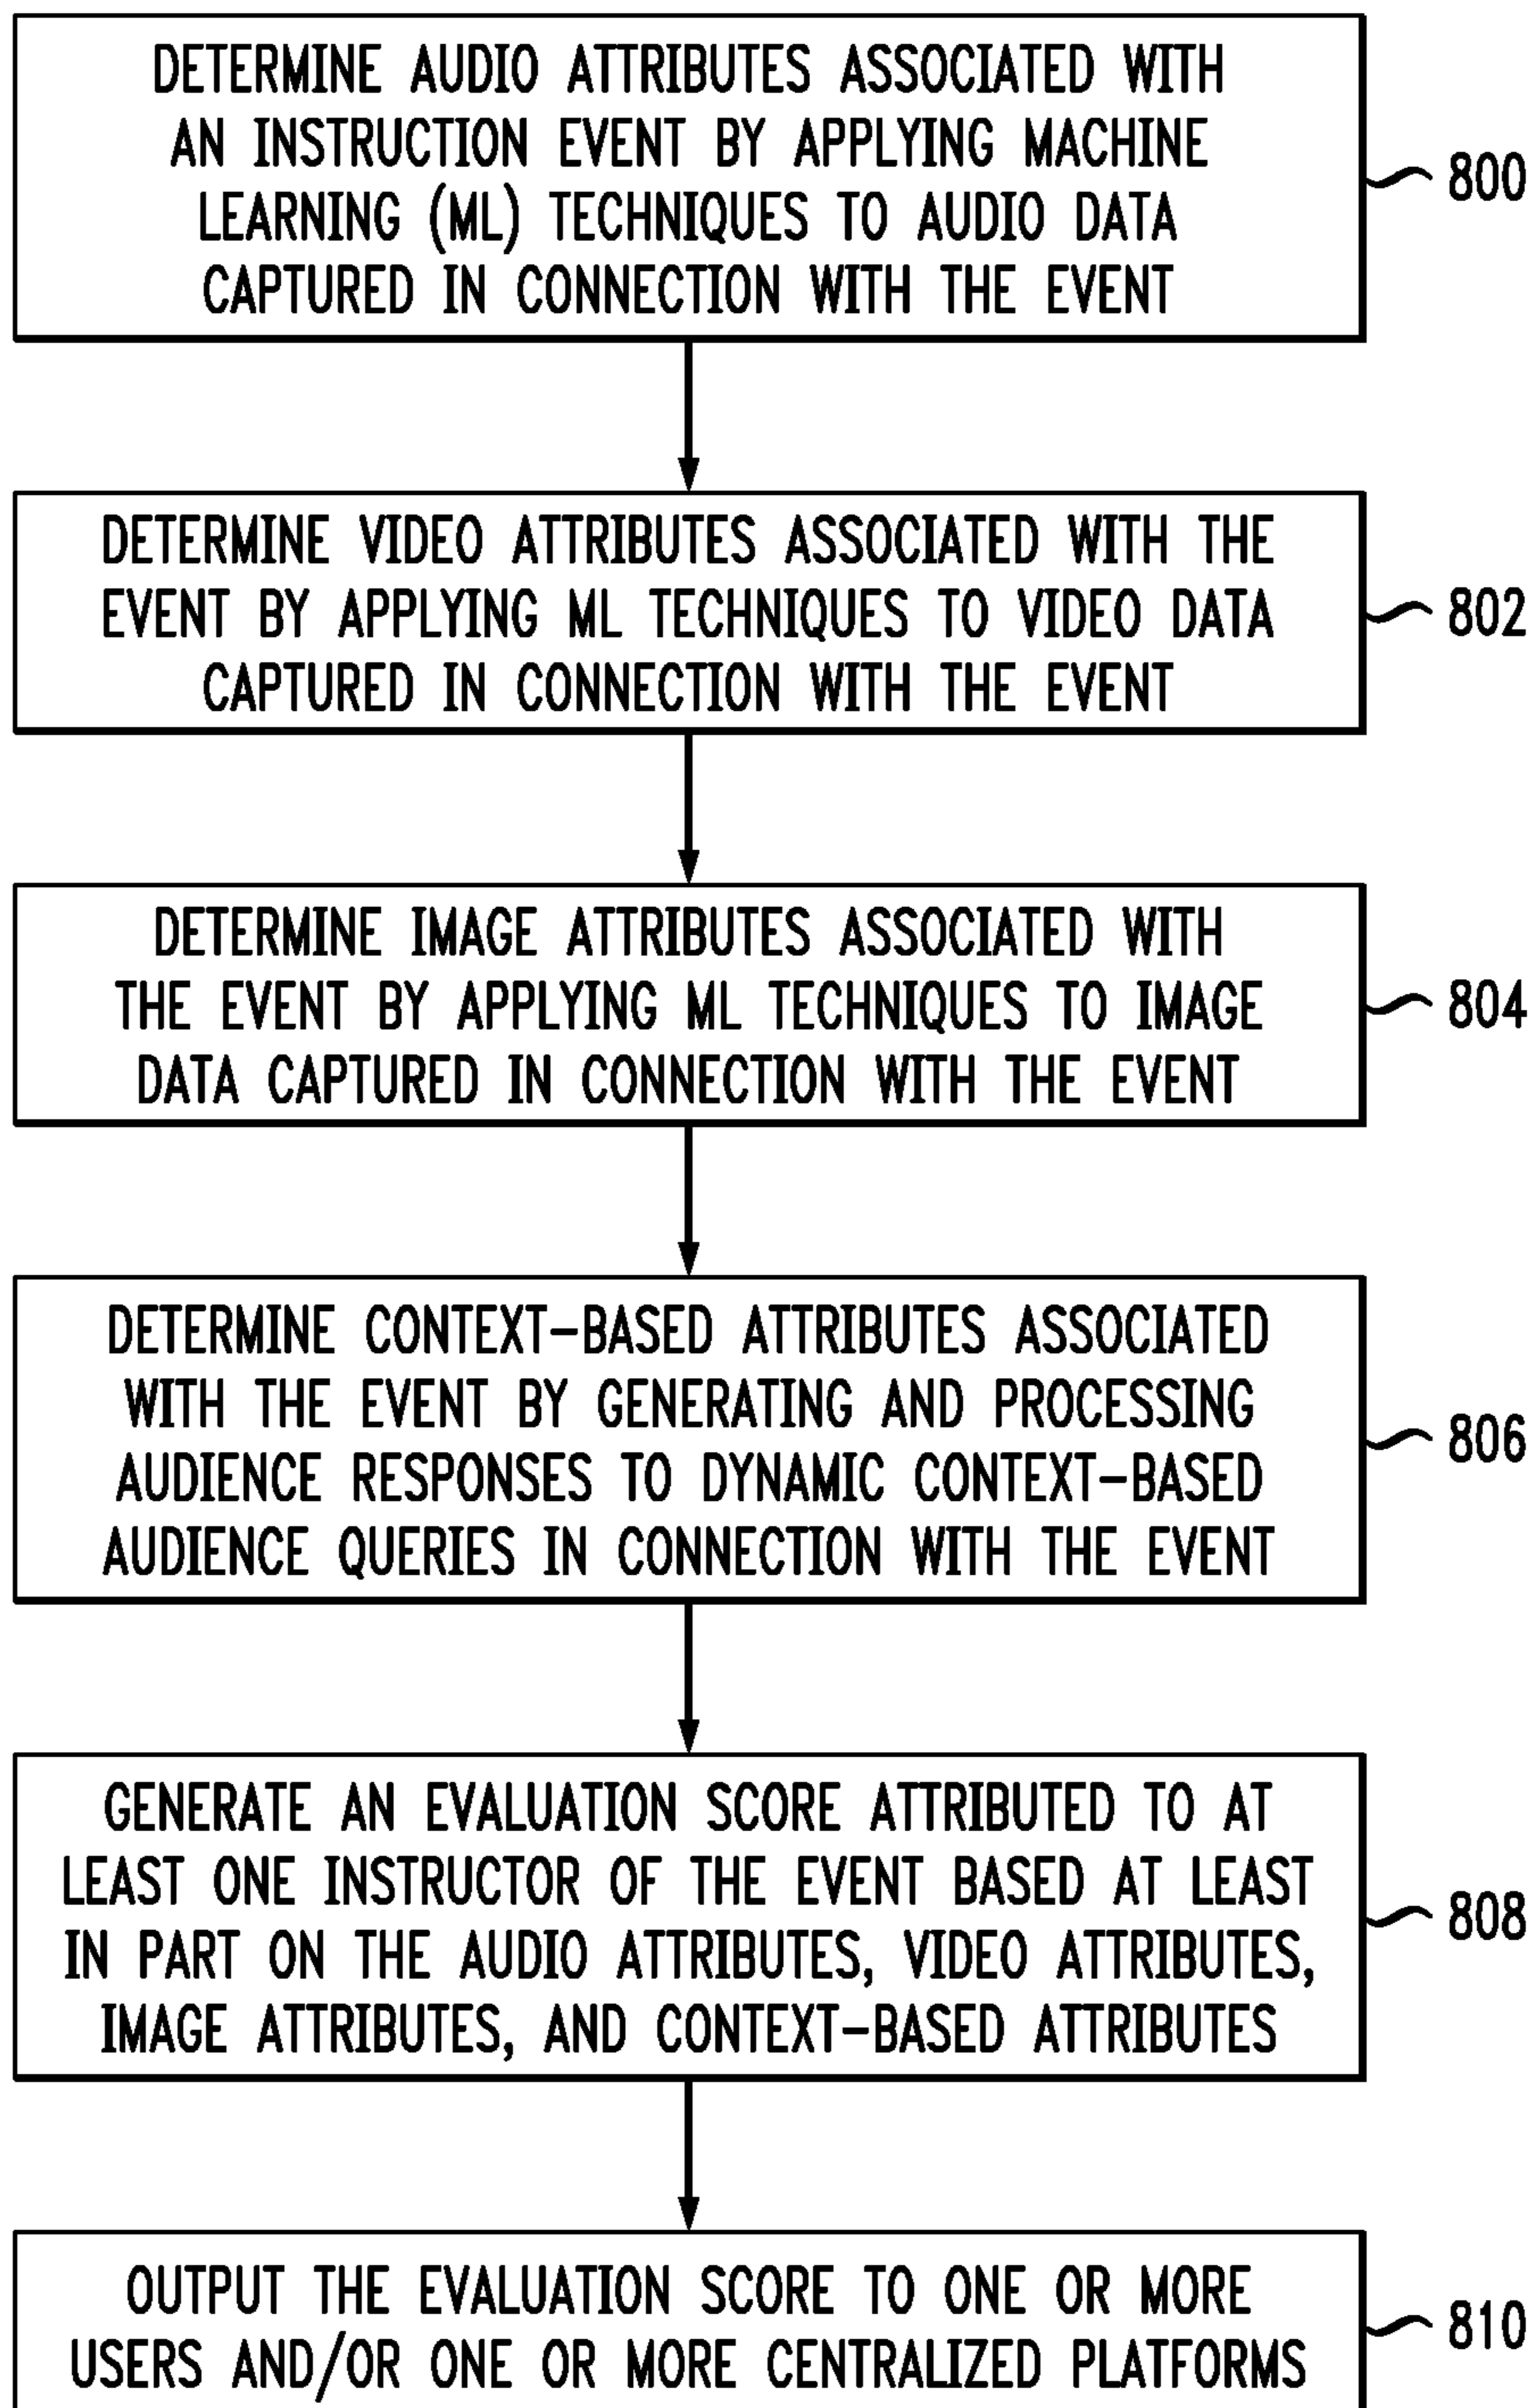 DETERMINE AUDIO ATTRIBUTES ASSOCIATED WITH
AN INSTRUCTION EVENT BY APPLYING MACHINE
LEARNING (ML) TECHNIQUES TO AUDIO DATA
CAPTURED IN CONNECTION WITH THE EVENT
800
DETERMINE VIDEO ATTRIBUTES ASSOCIATED WITH THE
EVENT BY APPLYING ML TECHNIQUES TO VIDEO DATA
CAPTURED IN CONNECTION WITH THE EVENT
802
DETERMINE IMAGE ATTRIBUTES ASSOCIATED WITH
THE EVENT BY APPLYING ML TECHNIQUES TO IMAGE
DATA CAPTURED IN CONNECTION WITH THE EVENT
804
DETERMINE CONTEXT-BASED ATTRIBUTES ASSOCIATED
WITH THE EVENT BY GENERATING AND PROCESSING
AUDIENCE RESPONSES TO DYNAMIC CONTEXT-BASED
AUDIENCE QUERIES IN CONNECTION WITH THE EVENT
806
GENERATE AN EVALUATION SCORE ATTRIBUTED TO AT
LEAST ONE INSTRUCTOR OF THE EVENT BASED AT LEAST
IN PART ON THE AUDIO ATTRIBUTES, VIDEO ATTRIBUTES,
IMAGE ATTRIBUTES, AND CONTEXT-BASED ATTRIBUTES
808
OUTPUT THE EVALUATION SCORE TO ONE OR MORE
USERS AND/OR ONE OR MORE CENTRALIZED PLATFORMS
810